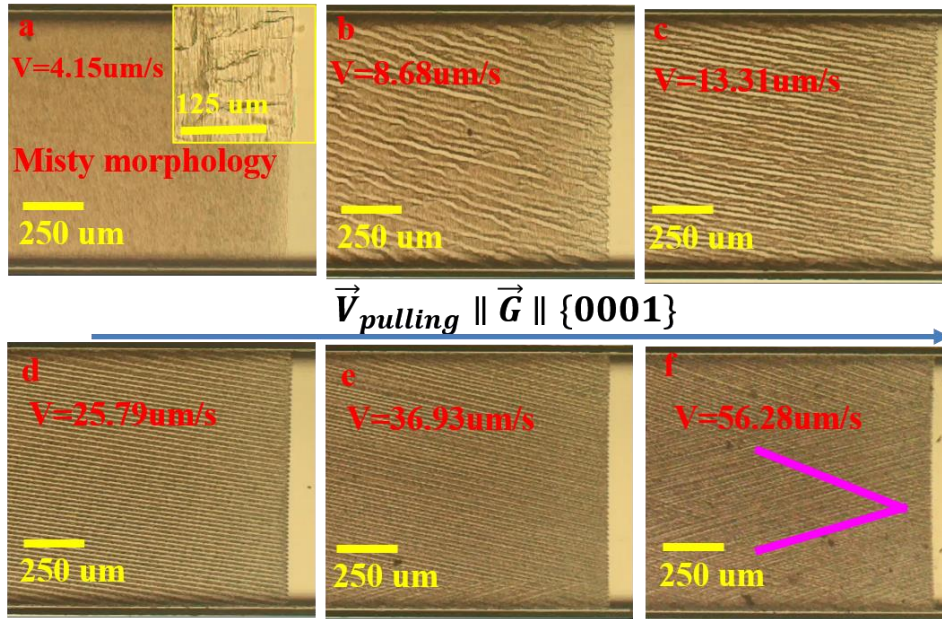 a
V=4.15um/s
125 um
Misty morphology
250 um
b
V=8.68um/s
250 um
c
V=13.31um/s
250 um
V⃗pulling ∥ G⃗ ∥ {0001}
d
V=25.79um/s
250 um
e
V=36.93um/s
250 um
f
V=56.28um/s
250 um